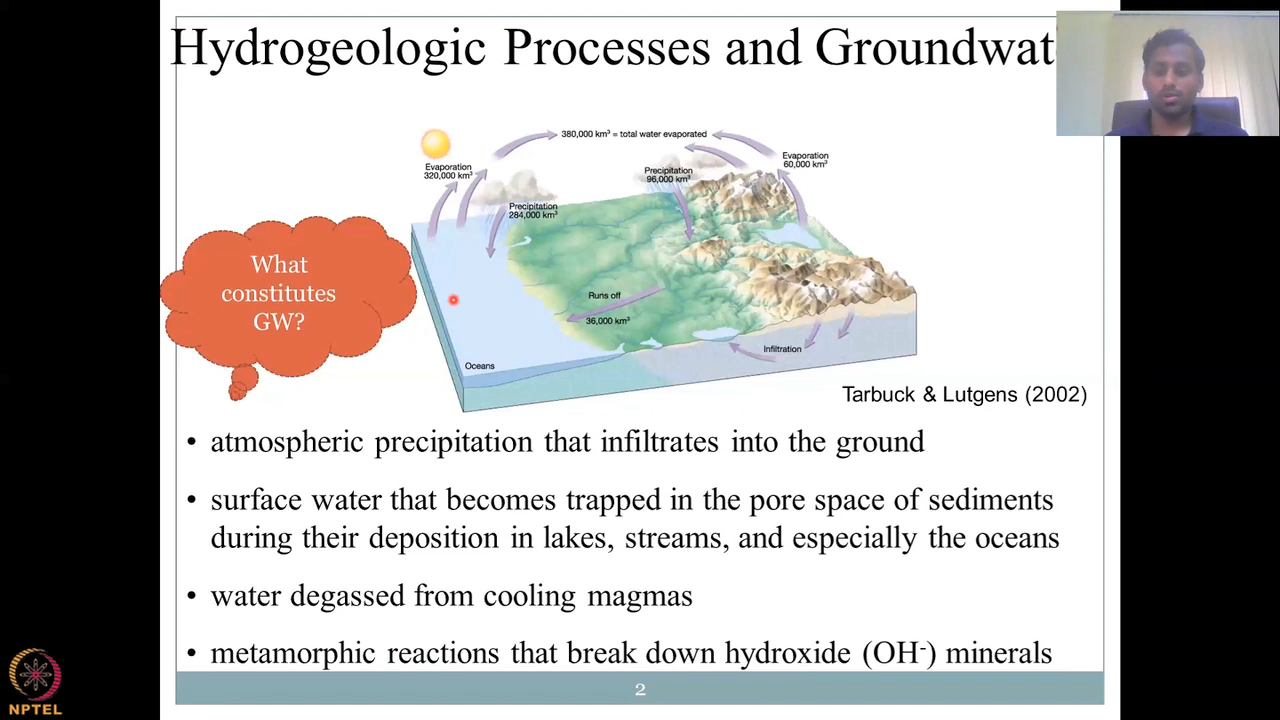 Hydrogeologic Processes and Groundwat
380,000 km³ = total water evaporated
Evaporation
320,000 km³
Precipitation
284,000 km³
Precipitation
96,000 km³
Evaporation
60,000 km³
What
constitutes
GW?
Runs off
36,000 km³
Infiltration
Oceans
Tarbuck & Lutgens (2002)
• atmospheric precipitation that infiltrates into the ground
• surface water that becomes trapped in the pore space of sediments
during their deposition in lakes, streams, and especially the oceans
• water degassed from cooling magmas
• metamorphic reactions that break down hydroxide (OH⁻) minerals
2
NPTEL